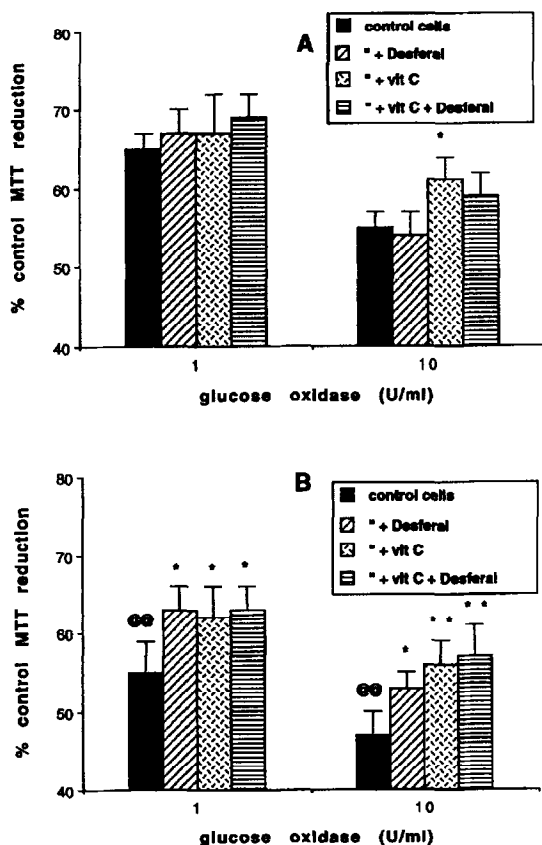 A
control cells
" + Desferal
" + vit C
" + vit C + Desferal
% control MTT reduction
80
70
60
50
40
*
1
10
glucose oxidase (U/ml)
B
control cells
" + Desferal
" + vit C
" + vit C + Desferal
% control MTT reduction
80
70
60
50
40
@@
*
*
*
@@
*
* *
* *
1
10
glucose oxidase (U/ml)